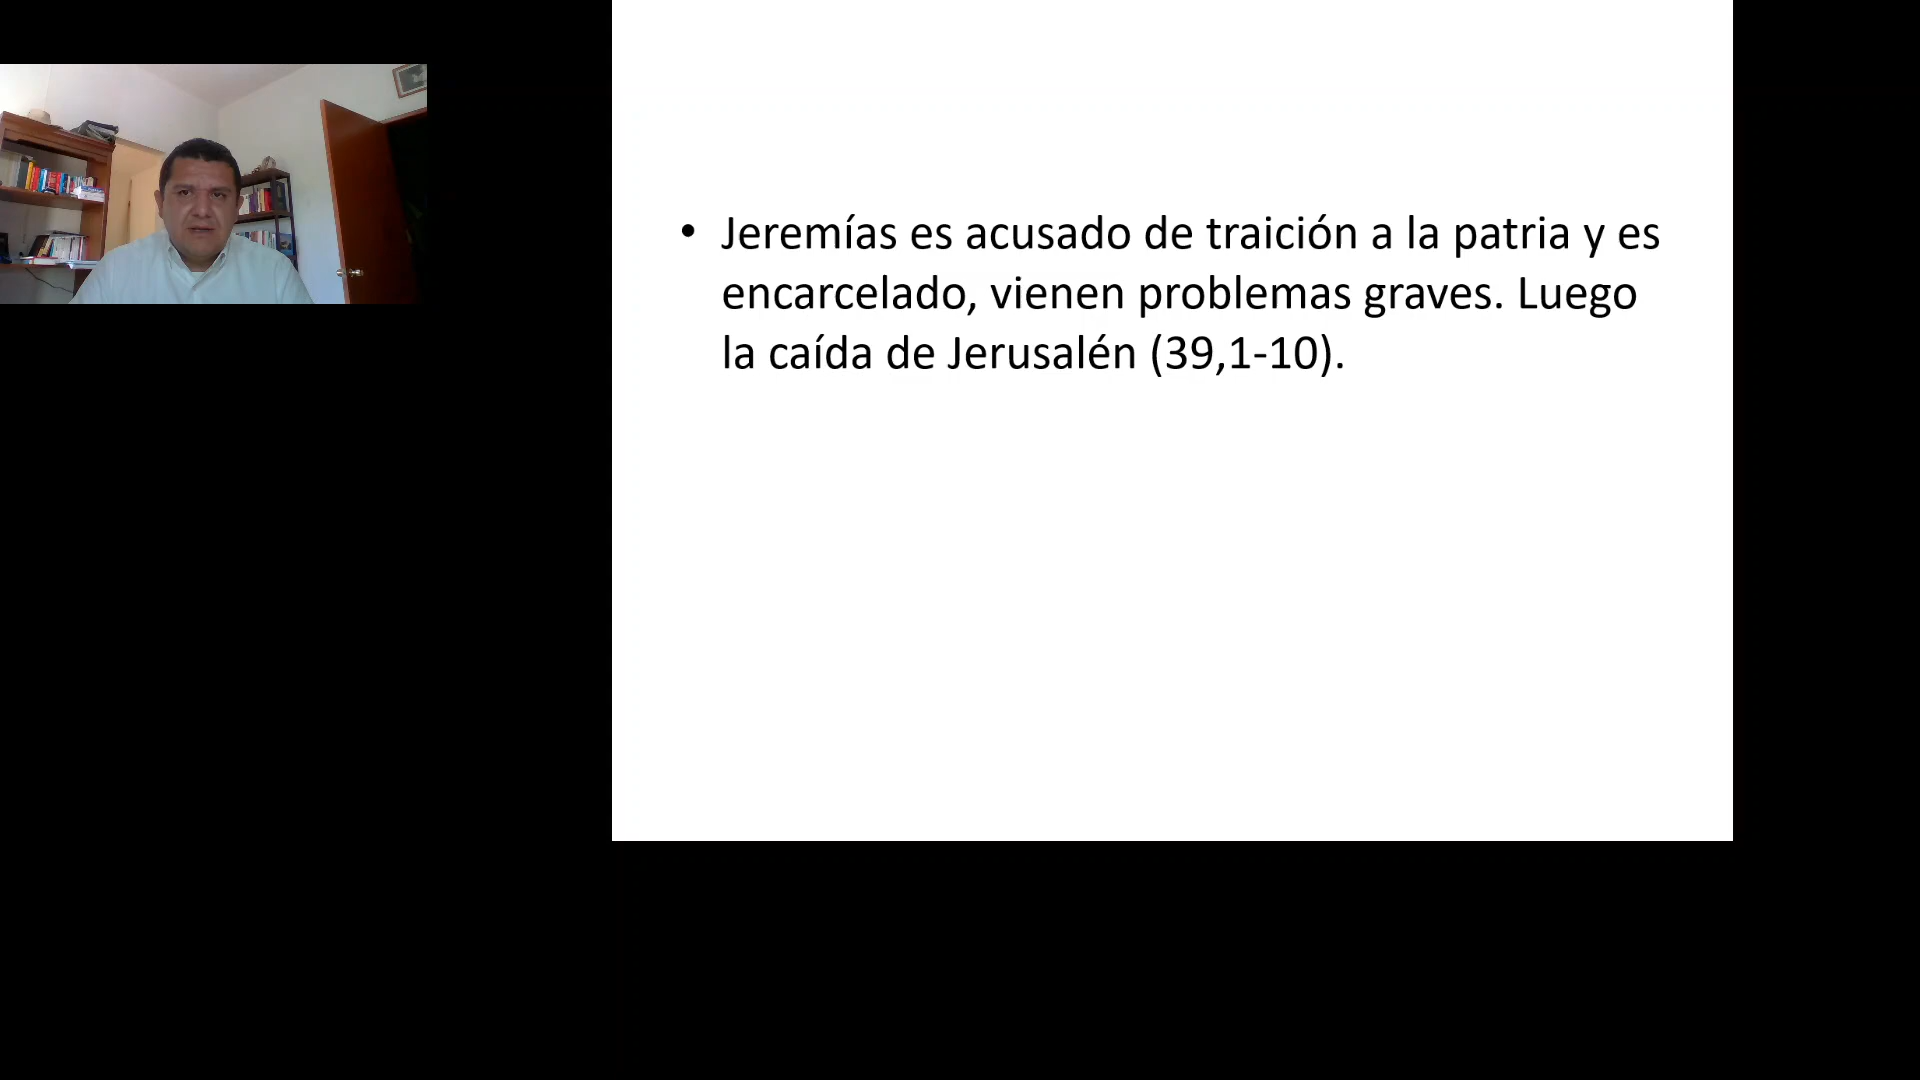 • Jeremías es acusado de traición a la patria y es
encarcelado, vienen problemas graves. Luego
la caída de Jerusalén (39,1-10).